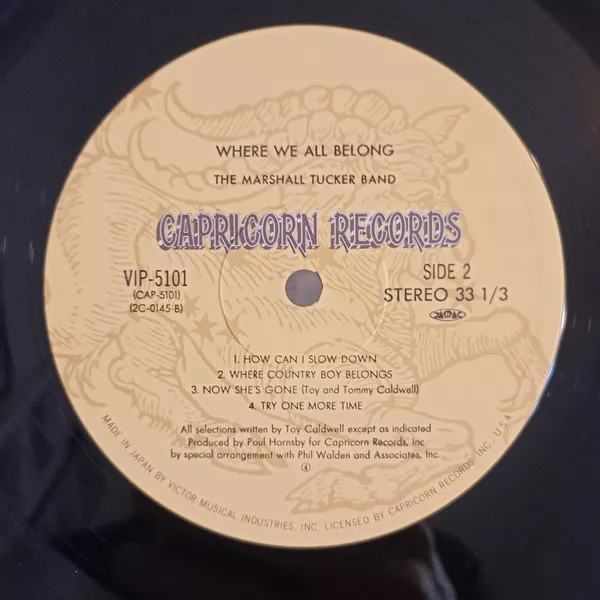 WHERE WE ALL BELONG
THE MARSHALL TUCKER BAND
CAPRICORN RECORDS
VIP-5101
(CAP-5101)
(2C-0145-B)
SIDE 2
STEREO 33 1/3
JASRAC
1. HOW CAN I SLOW DOWN
2. WHERE COUNTRY BOY BELONGS
3. NOW SHE'S GONE (Toy and Tommy Caldwell)
4. TRY ONE MORE TIME
All selections written by Toy Caldwell except as indicated
Produced by Paul Hornsby for Capricorn Records, Inc.
by special arrangement with Phil Walden and Associates, Inc.
④
MADE IN JAPAN BY VICTOR MUSICAL INDUSTRIES, INC. LICENSED BY CAPRICORN RECORDS INC. U.S.A